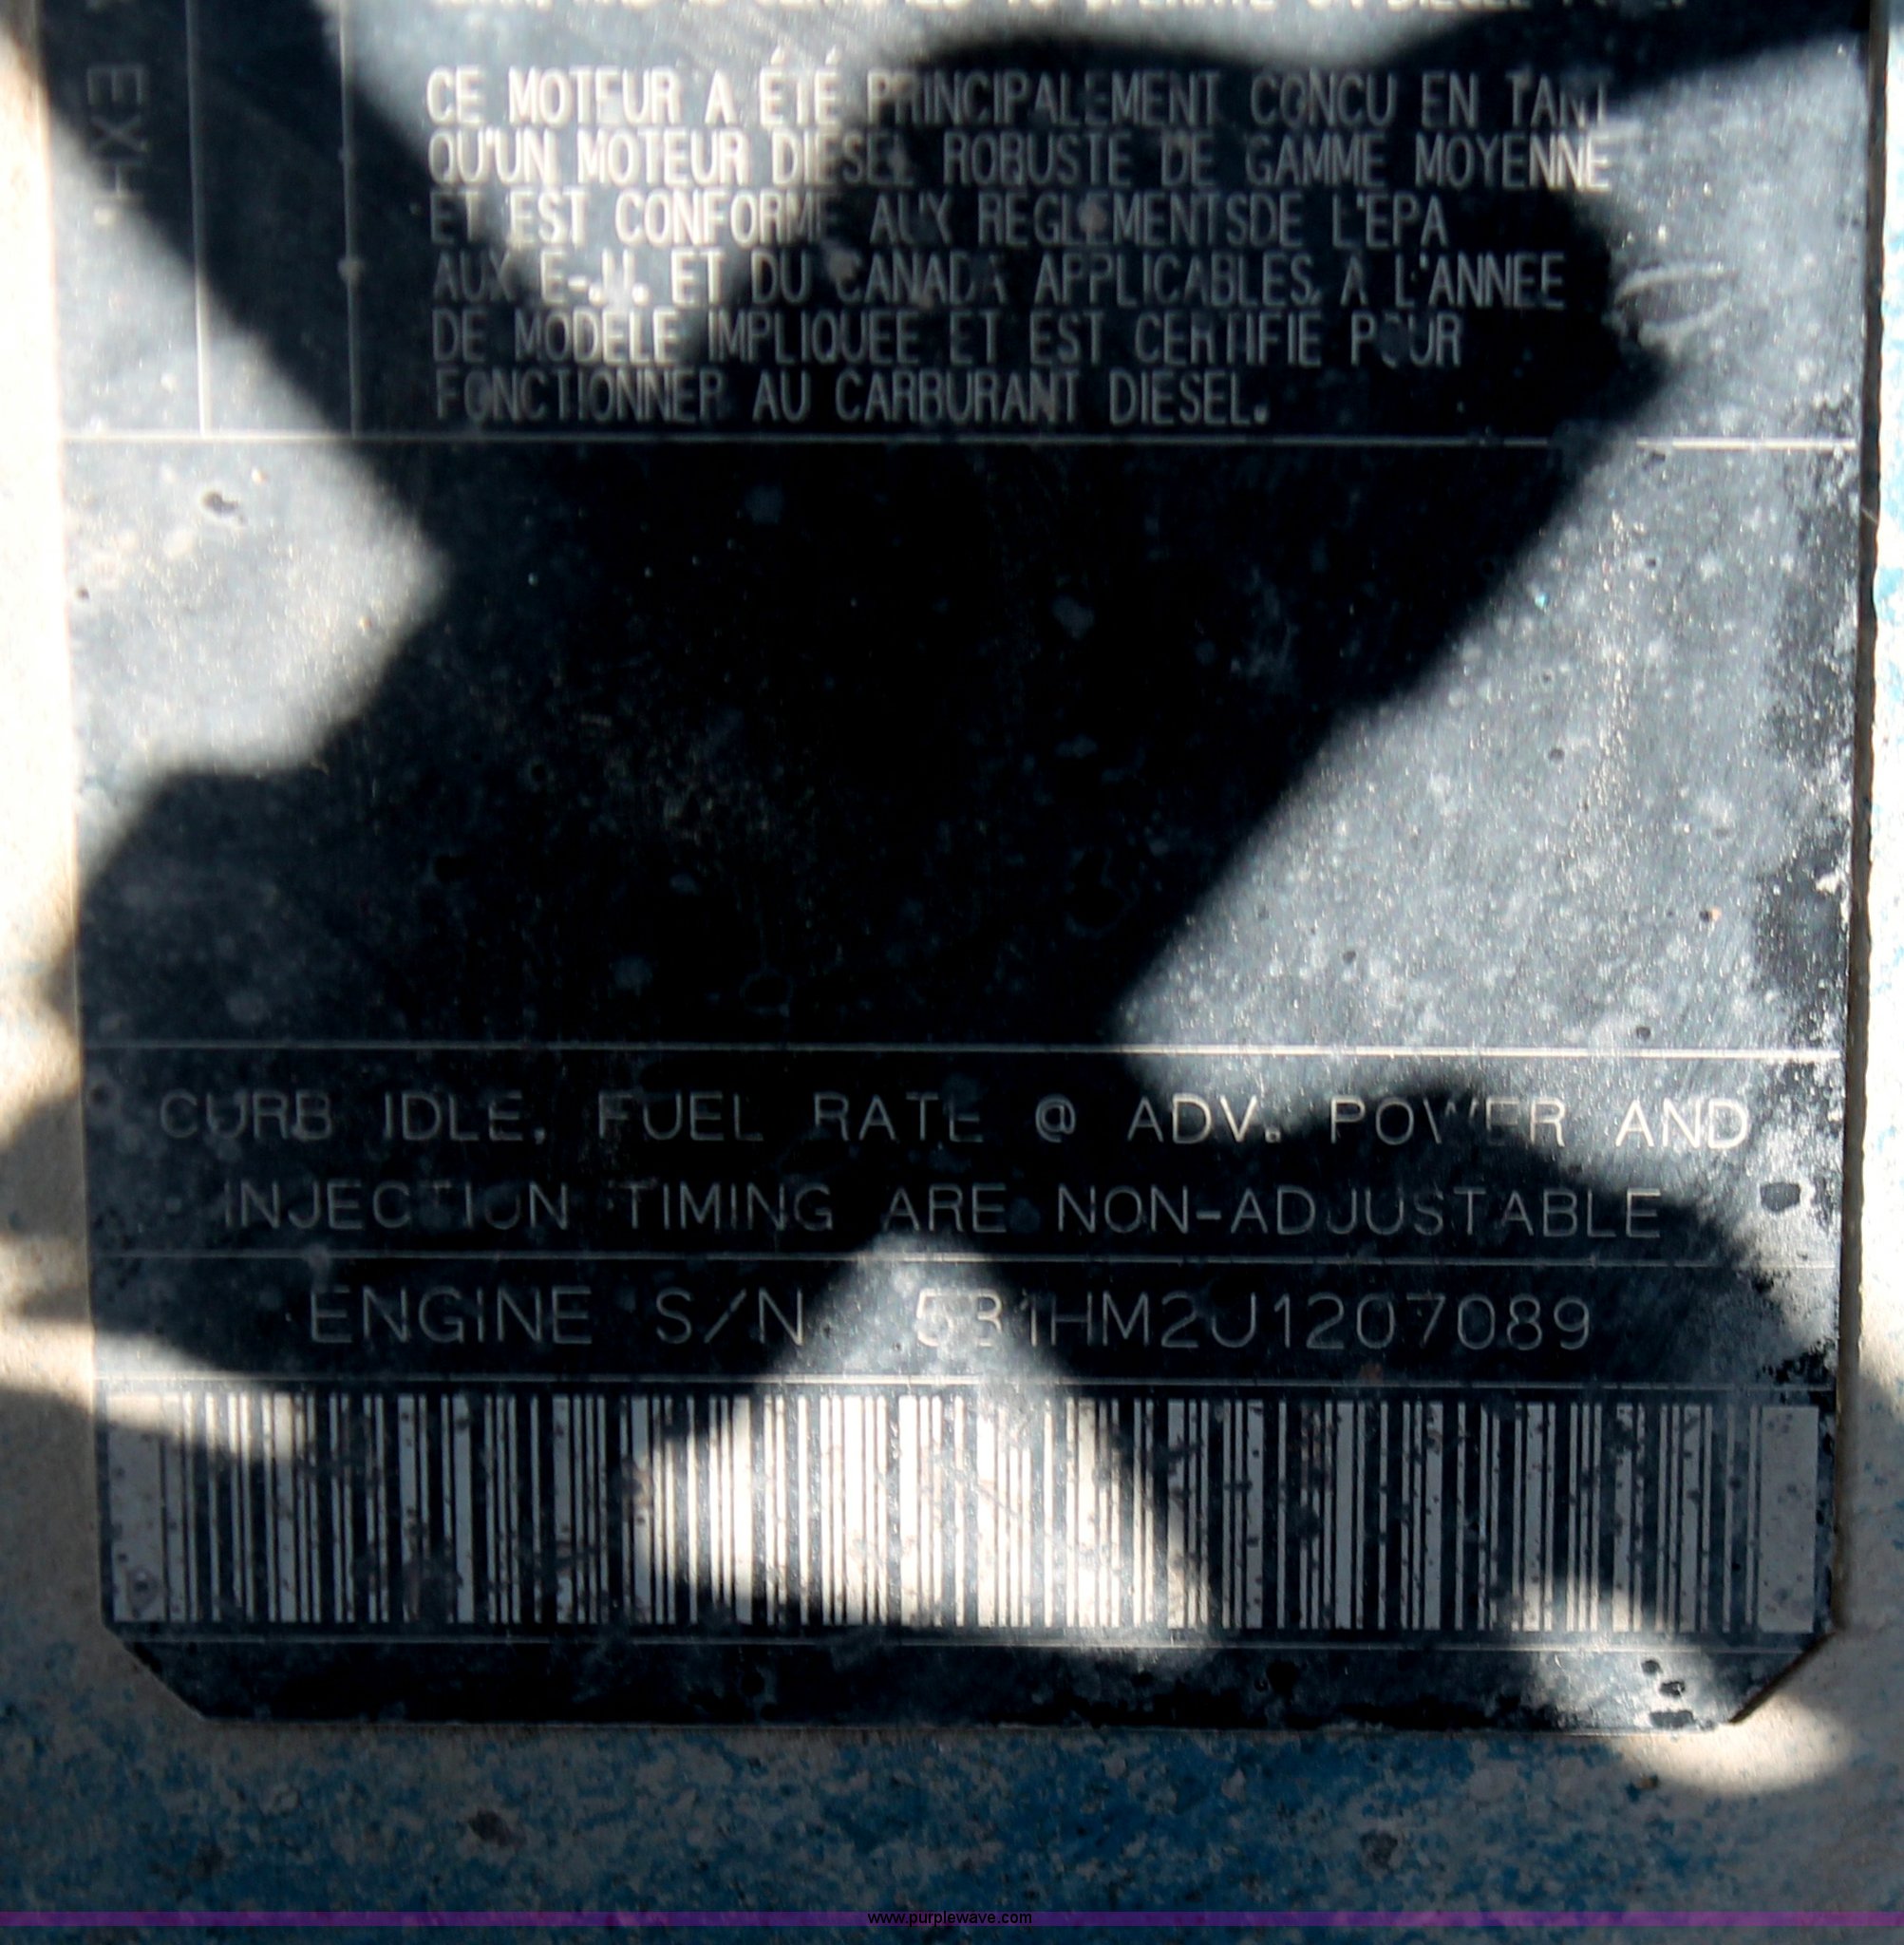 EXH.
CE MOTEUR A ÉTÉ PRINCIPALEMENT CONCU EN TANT
QU'UN MOTEUR DIESEL ROBUSTE DE GAMME MOYENNE
ET EST CONFORME AUX REGLEMENTSDE L'EPA
AUX E-.U. ET DU CANADA APPLICABLES A L'ANNEE
DE MODELE IMPLIQUEE ET EST CERTIFIE POUR
FONCTIONNER AU CARBURANT DIESEL.
CURB IDLE, FUEL RATE @ ADV. POWER AND
INJECTION TIMING ARE NON-ADJUSTABLE
ENGINE S/N 531HM2J1207089
www.purplewave.com